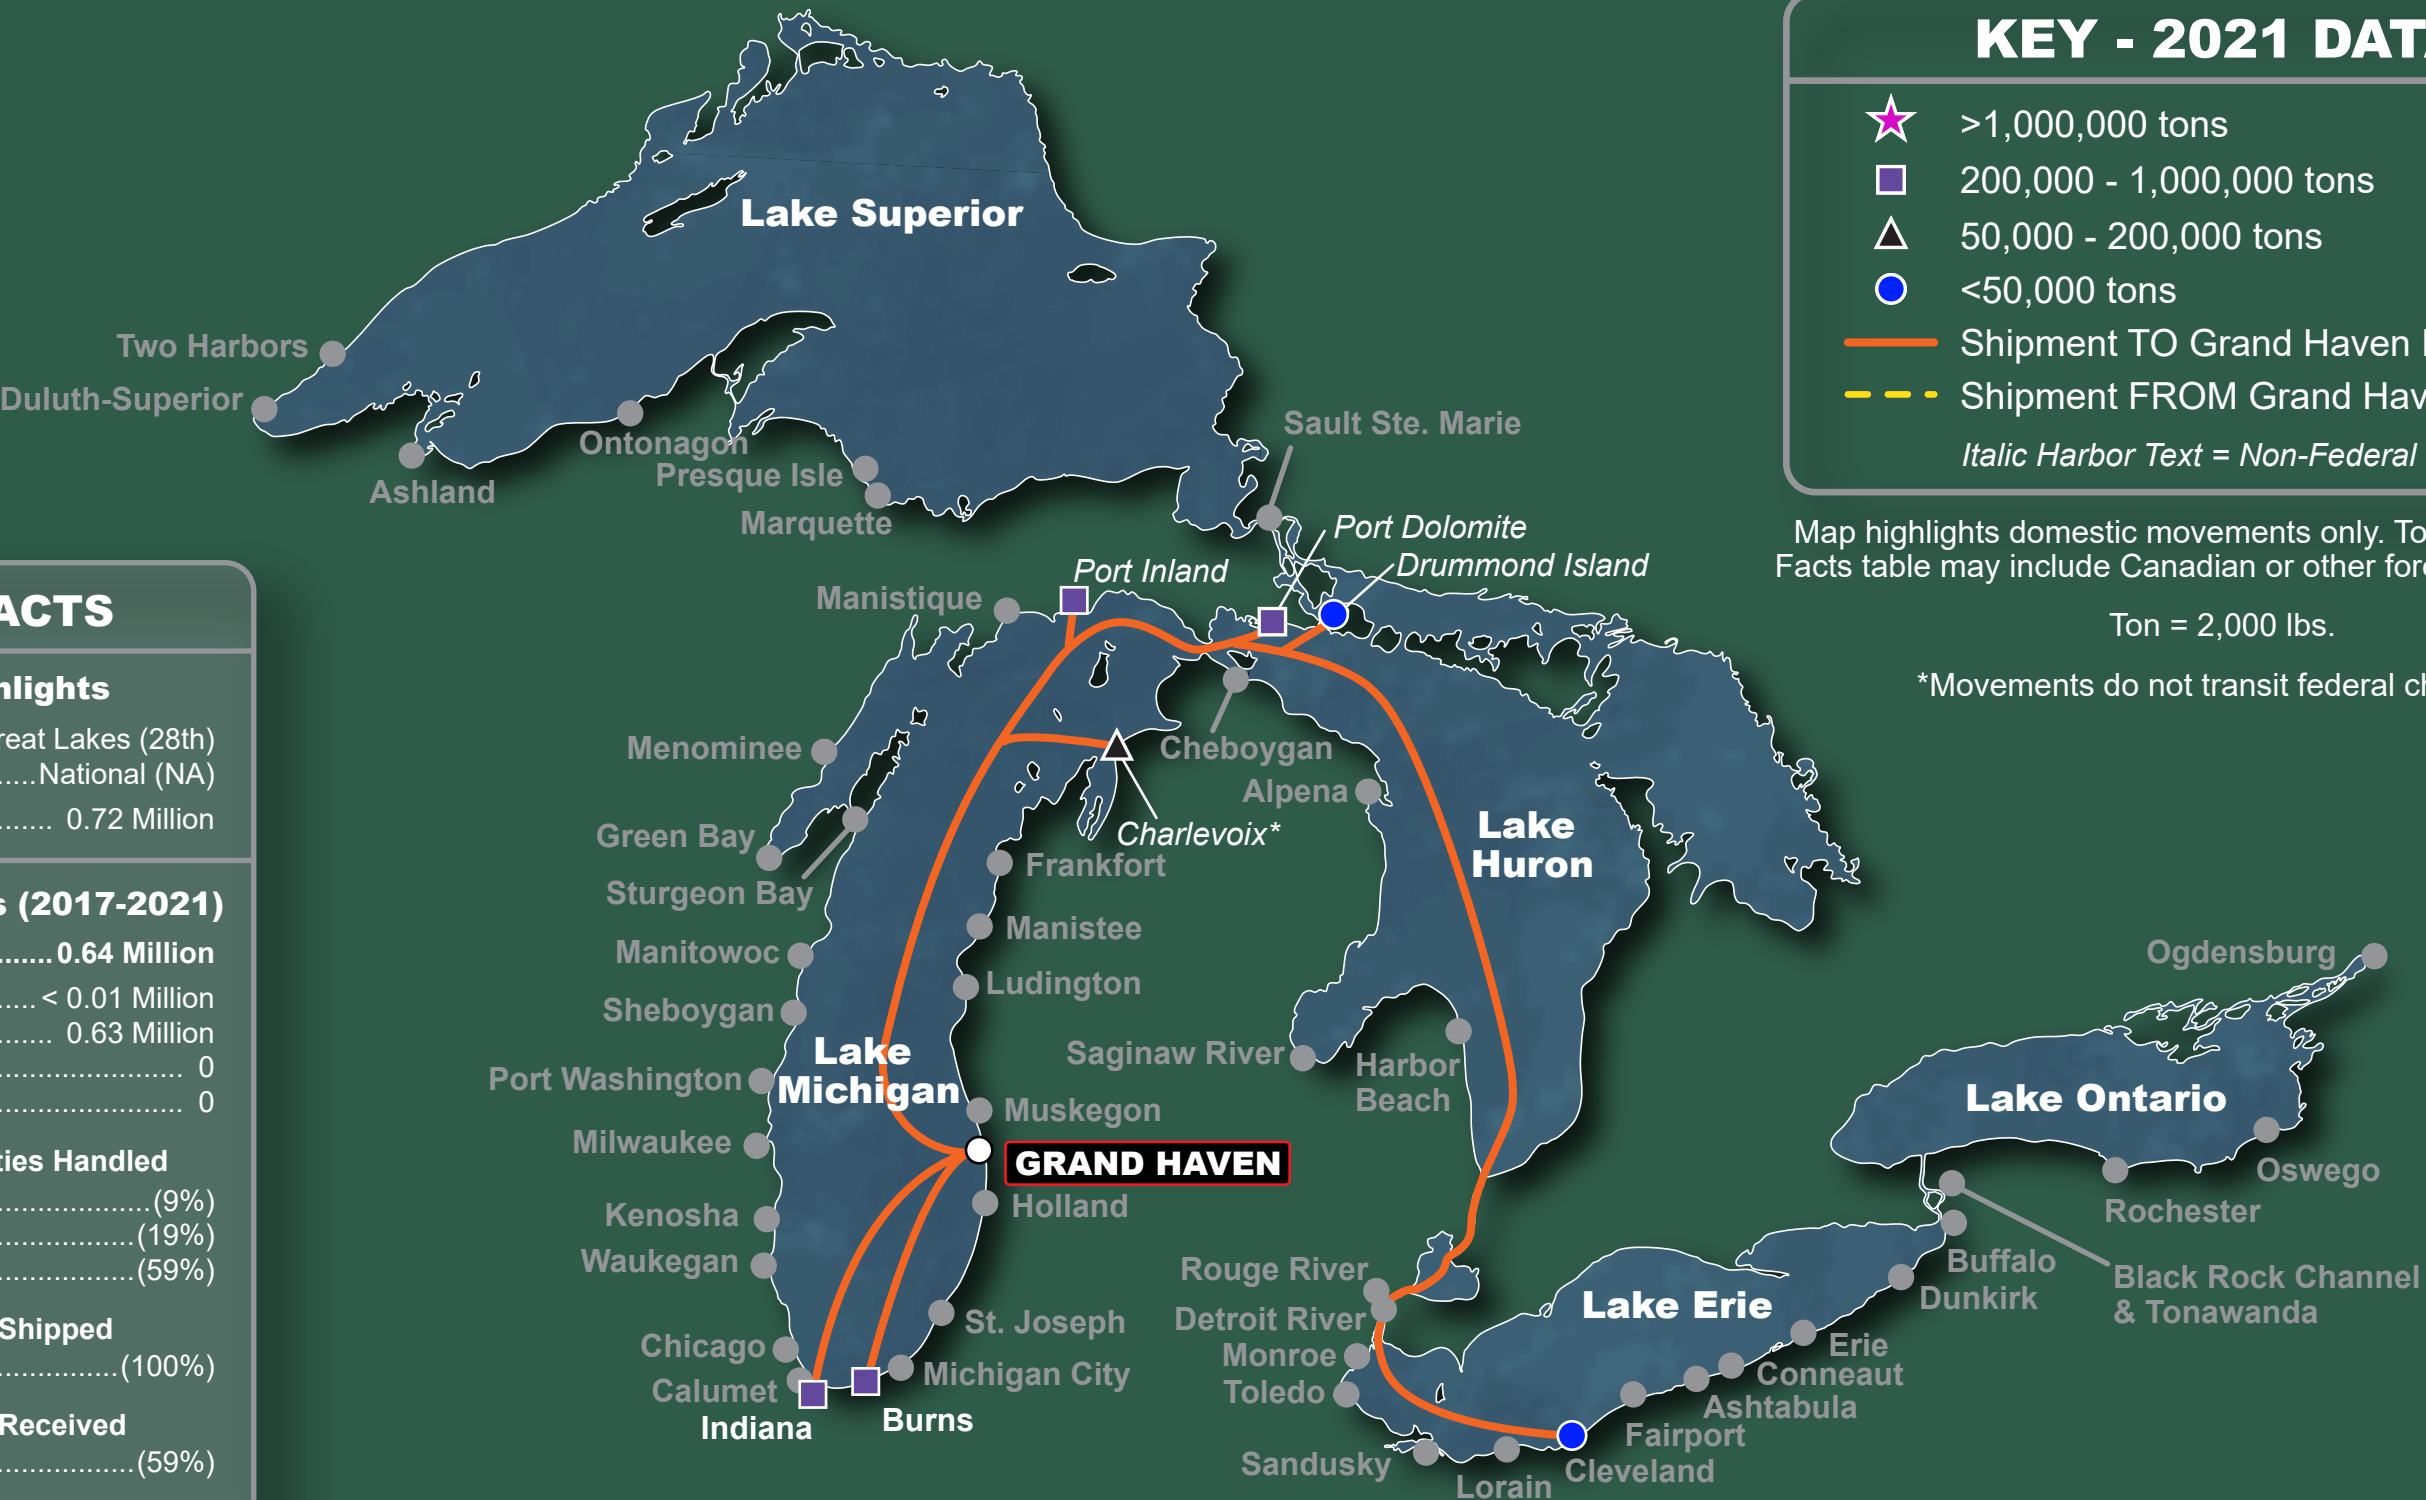 KEY - 2021 DATA
>1,000,000 tons
200,000 - 1,000,000 tons
50,000 - 200,000 tons
<50,000 tons
Shipment TO Grand Haven
Shipment FROM Grand Hav
Italic Harbor Text = Non-Federal
Map highlights domestic movements only. To
Facts table may include Canadian or other fore
Ton = 2,000 lbs.
*Movements do not transit federal ch
Lake Superior
Two Harbors
Duluth-Superior
Ashland
Ontonagon
Presque Isle
Marquette
Sault Ste. Marie
Port Dolomite
Drummond Island
Port Inland
Manistique
Cheboygan
Alpena
Charlevoix*
Menominee
Green Bay
Sturgeon Bay
Frankfort
Manistee
Manitowoc
Ludington
Sheboygan
Lake
Michigan
Port Washington
Muskegon
Milwaukee
GRAND HAVEN
Holland
Kenosha
Waukegan
St. Joseph
Chicago
Michigan City
Calumet
Indiana
Burns
Lake
Huron
Saginaw River
Harbor
Beach
Rouge River
Detroit River
Monroe
Toledo
Sandusky
Lorain
Cleveland
Fairport
Ashtabula
Conneaut
Erie
Lake Erie
Dunkirk
Buffalo
Black Rock Channel
& Tonawanda
Lake Ontario
Rochester
Oswego
Ogdensburg
ACTS
hlights
reat Lakes (28th)
.....National (NA)
....... 0.72 Million
s (2017-2021)
.......0.64 Million
.....< 0.01 Million
....... 0.63 Million
....................... 0
....................... 0
ties Handled
...................(9%)
.................(19%)
.................(59%)
Shipped
...............(100%)
Received
.................(59%)